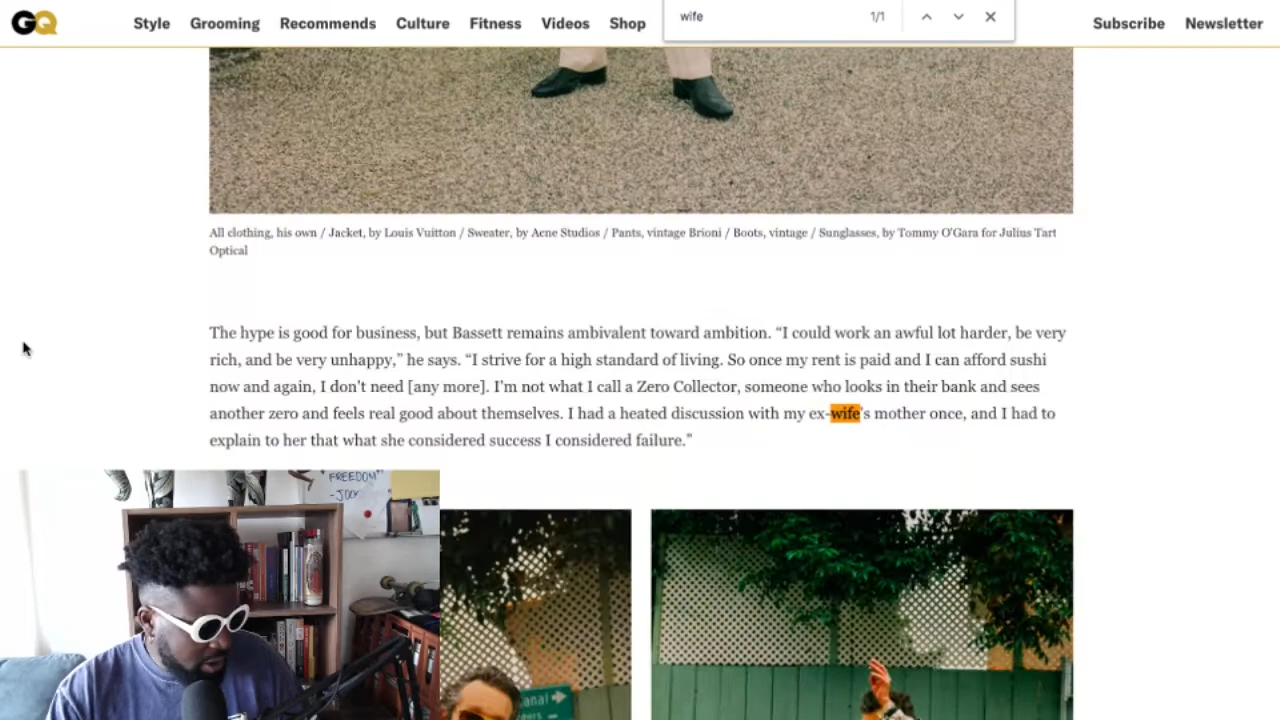 GQ
Style Grooming Recommends Culture Fitness Videos Shop
wife 1/1
Subscribe Newsletter
All clothing, his own / Jacket, by Louis Vuitton / Sweater, by Acne Studios / Pants, vintage Brioni / Boots, vintage / Sunglasses, by Tommy O'Gara for Julius Tart
Optical
The hype is good for business, but Bassett remains ambivalent toward ambition. “I could work an awful lot harder, be very
rich, and be very unhappy,” he says. “I strive for a high standard of living. So once my rent is paid and I can afford sushi
now and again, I don't need [any more]. I'm not what I call a Zero Collector, someone who looks in their bank and sees
another zero and feels real good about themselves. I had a heated discussion with my ex-wife's mother once, and I had to
explain to her that what she considered success I considered failure.”
"FREEDOM"
anal